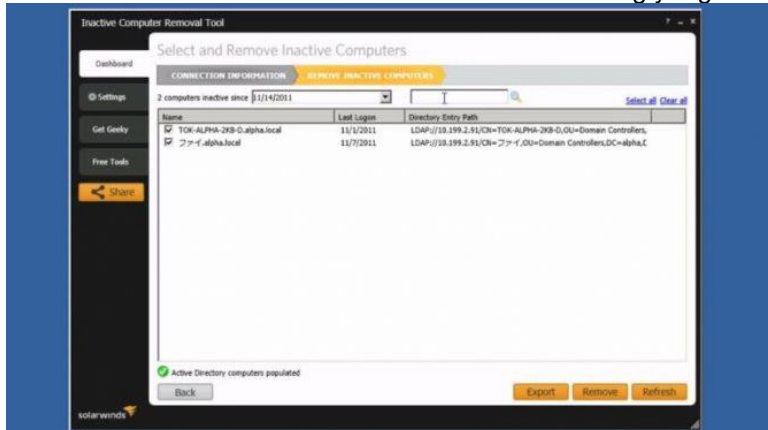 Inactive Computer Removal Tool
? - x
Dashboard
Select and Remove Inactive Computers
CONNECTION INFORMATION
REMOVE INACTIVE COMPUTERS
Settings
2 computers inactive since 11/14/2011
Select all Clear all
Name Last Logon Directory Entry Path
TOK-ALPHA-2K8-D.alpha.local 11/1/2011 LDAP://10.199.2.91/CN=TOK-ALPHA-2K8-D,OU=Domain Controllers,
ファイ.alpha.local 11/7/2011 LDAP://10.199.2.91/CN=ファイ,OU=Domain Controllers,DC=alpha,
Get Geeky
Free Tools
Share
Active Directory computers populated
Back
Export Remove Refresh
solarwinds